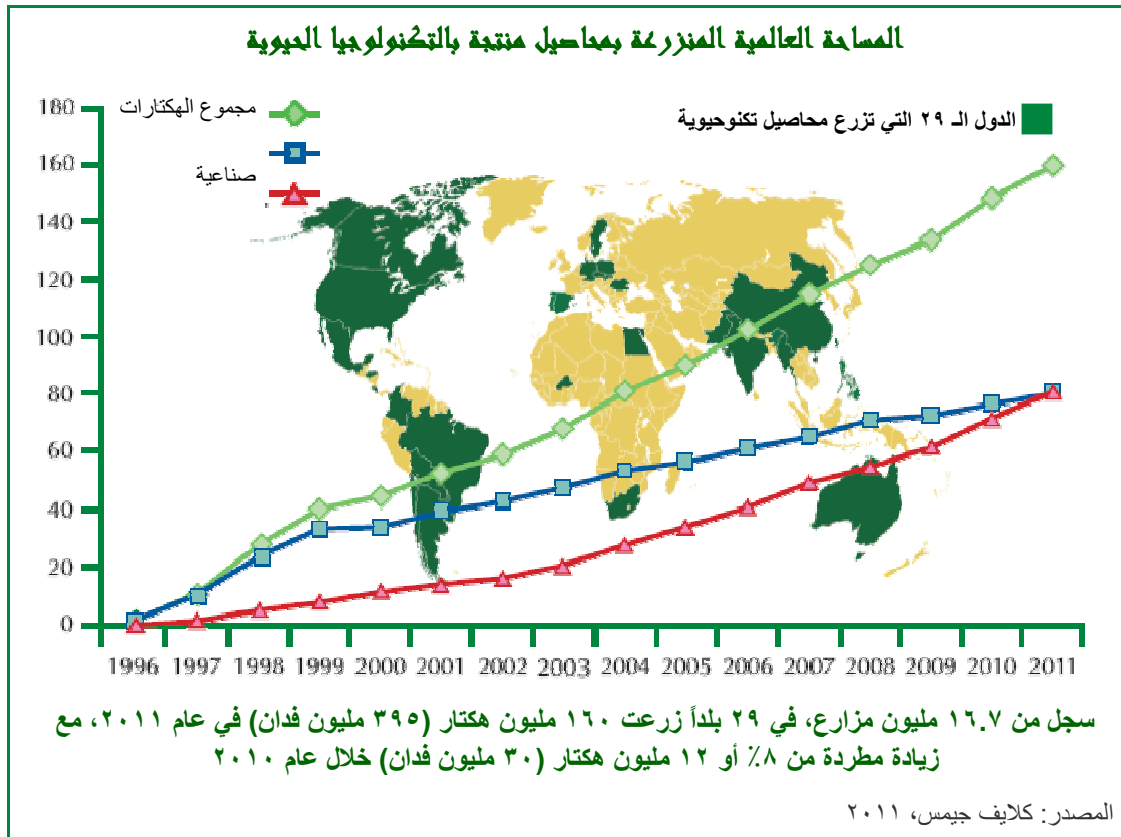 المساحة العالمية المنزرعة بمحاصيل منتجة بالتكنولوجيا الحيوية
مجموع الهكتارات
صناعية
الدول الـ ٢٩ التي تزرع محاصيل تكنوحيوية
180
160
140
120
100
80
60
40
20
0
1996 1997 1998 1999 2000 2001 2002 2003 2004 2005 2006 2007 2008 2009 2010 2011
سجل من ١٦.٧ مليون مزارع، في ٢٩ بلداً زرعت ١٦٠ مليون هكتار (٣٩٥ مليون فدان) في عام ٢٠١١، مع
زيادة مطردة من ٨٪ أو ١٢ مليون هكتار (٣٠ مليون فدان) خلال عام ٢٠١٠
المصدر: كلايف جيمس، ٢٠١١